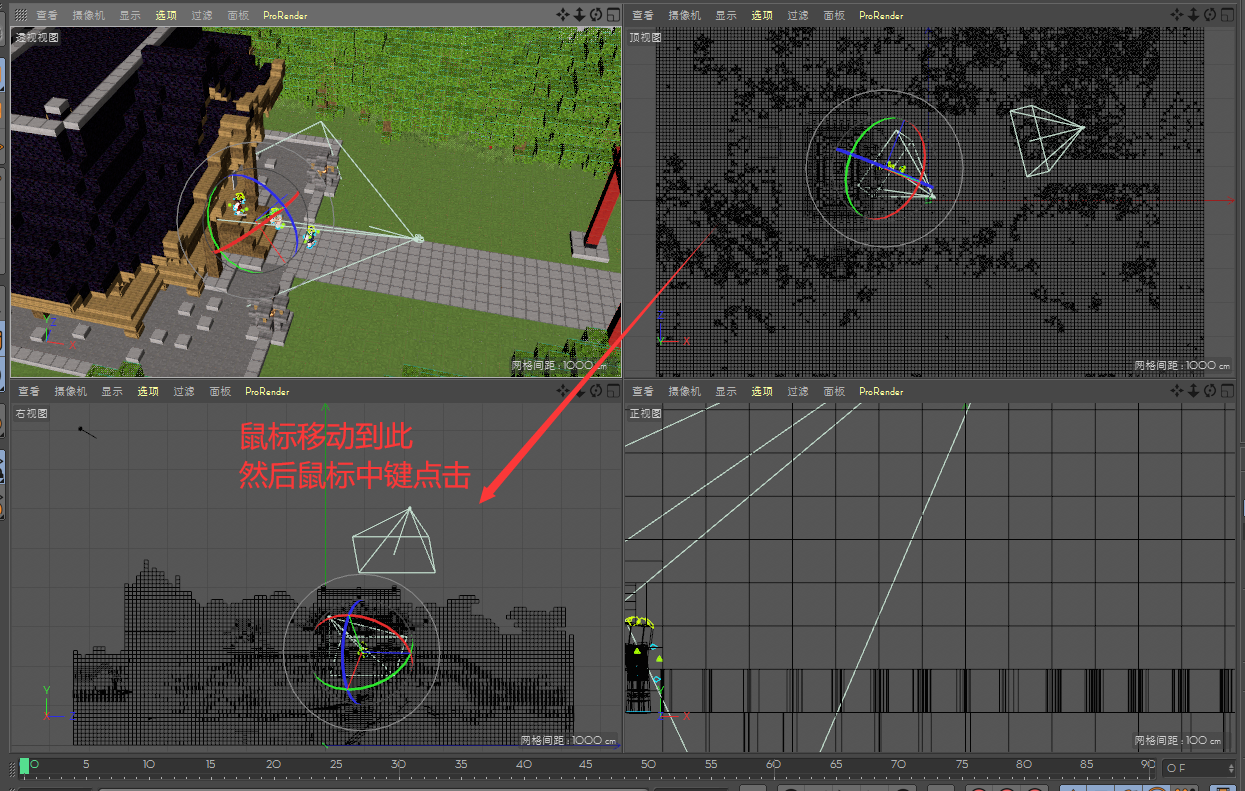 查看 摄像机 显示 选项 过滤 面板 ProRender
透视视图
网格间距 : 1000 cm
查看 摄像机 显示 选项 过滤 面板 ProRender
顶视图
Z
Y X
网格间距 : 1000 cm
查看 摄像机 显示 选项 过滤 面板 ProRender
右视图
鼠标移动到此
然后鼠标中键点击
Y
网格间距 : 1000 cm
查看 摄像机 显示 选项 过滤 面板 ProRender
正视图
X
网格间距 : 100 cm
0 5 10 15 20 25 30 35 40 45 50 55 60 65 70 75 80 85 90
0 F